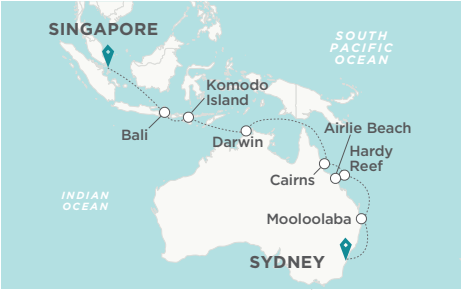 SINGAPORE
SOUTH
PACIFIC
OCEAN
Komodo
Island
Bali
Darwin
Airlie Beach
Hardy
Reef
Cairns
INDIAN
OCEAN
Mooloolaba
SYDNEY